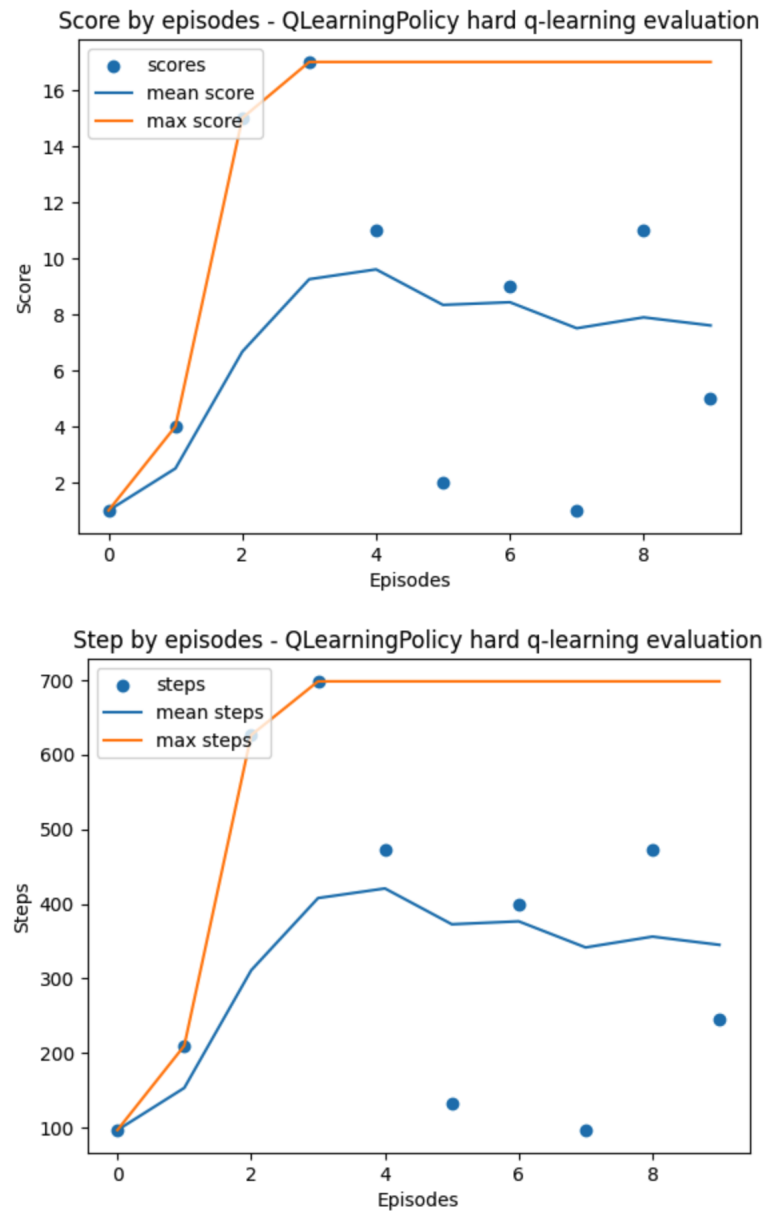 Score by episodes - QLearningPolicy hard q-learning evaluation
scores
mean score
max score
16
14
12
10
8
6
4
2
Score
0
2
4
6
8
Episodes
Step by episodes - QLearningPolicy hard q-learning evaluation
steps
mean steps
max steps
700
600
500
400
300
200
100
Steps
0
2
4
6
8
Episodes